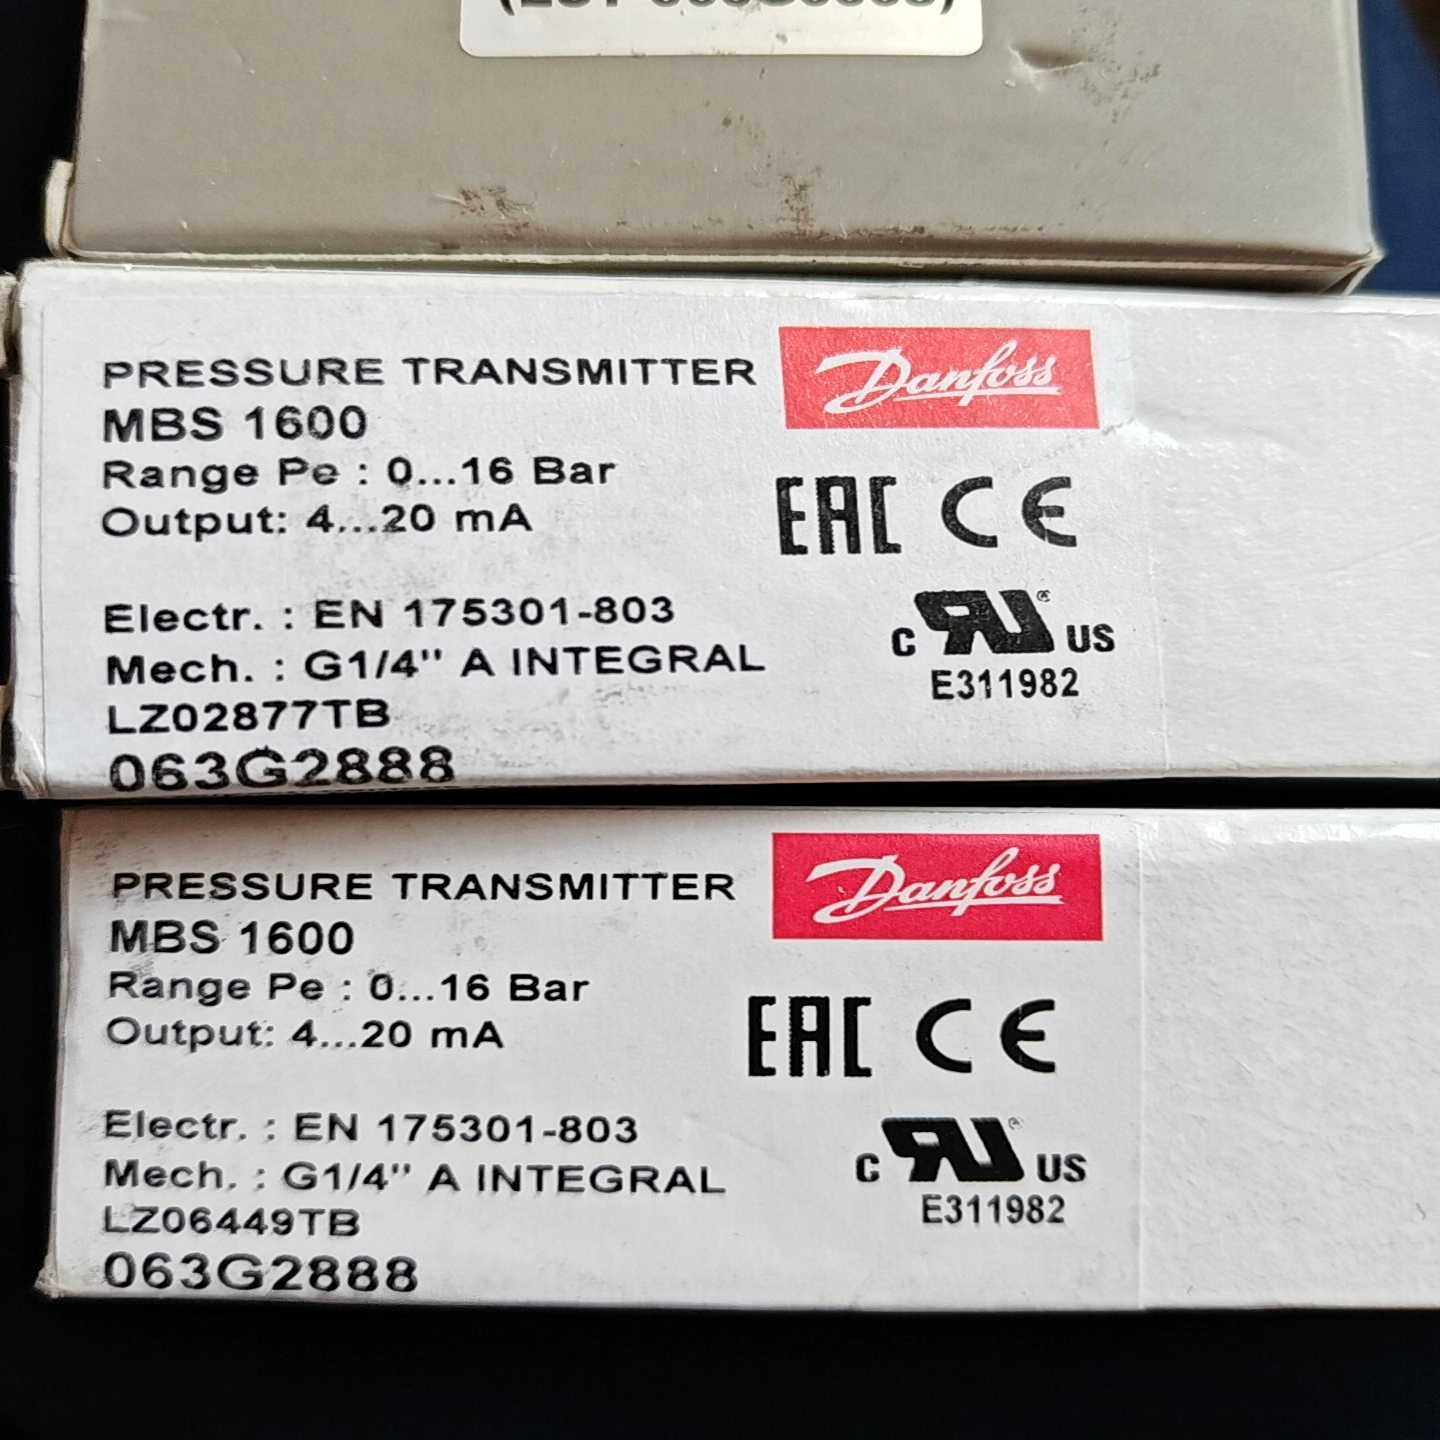 PRESSURE TRANSMITTER
MBS 1600
Range Pe : 0...16 Bar
Output: 4...20 mA
Electr. : EN 175301-803
Mech. : G1/4" A INTEGRAL
LZ02877TB
063G2888
Danfoss
EAC CE
c RU ® US
E311982
PRESSURE TRANSMITTER
MBS 1600
Range Pe : 0...16 Bar
Output: 4...20 mA
Electr. : EN 175301-803
Mech. : G1/4" A INTEGRAL
LZ06449TB
063G2888
Danfoss
EAC CE
c RU ® US
E311982